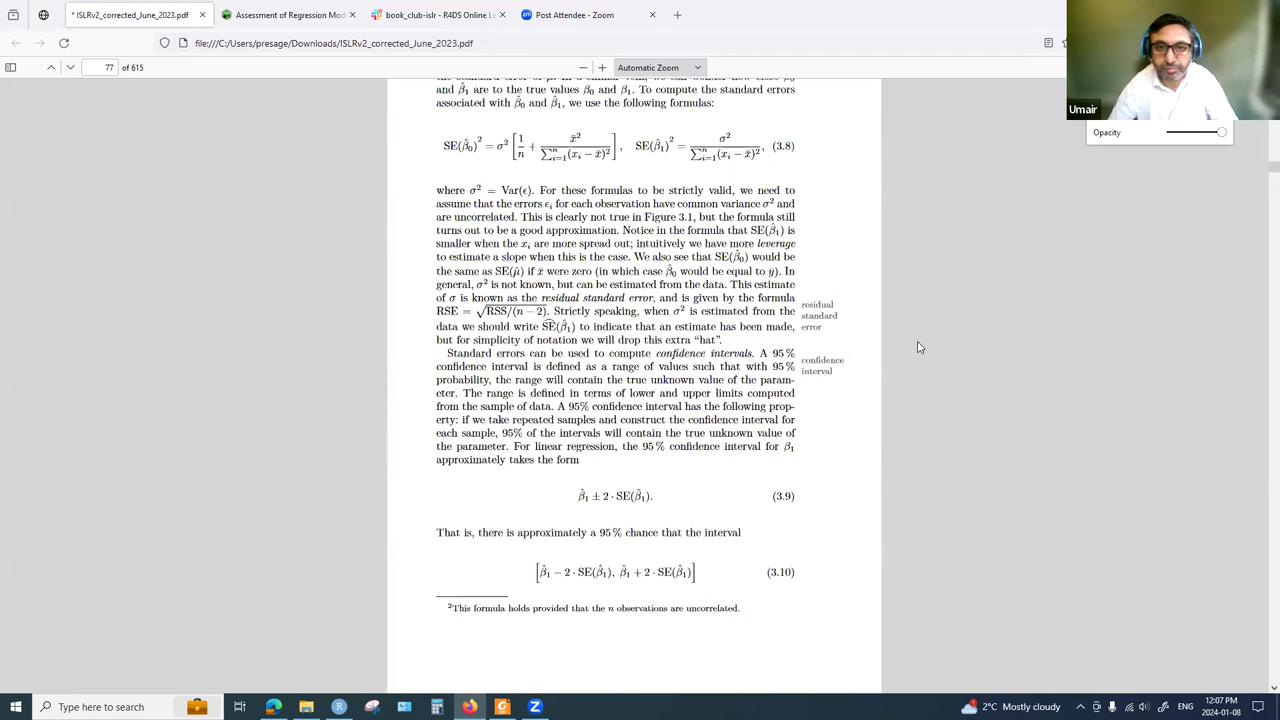 * ISLRv2_corrected_June_2023.pdf
Assessment of Regression Mod
book_club-islr - R4DS Online Le
Post Attendee - Zoom
file:///C:/Users/presage/Downloads/ISLRv2_corrected_June_2023.pdf
77 of 615
Automatic Zoom
Umair
Opacity
and β̂0 and β̂1 are to the true values β0 and β1. To compute the standard errors
associated with β̂0 and β̂1, we use the following formulas:
SE(β̂0)² = σ² [1/n + x̄²/∑ⁿᵢ₌₁(xᵢ − x̄)²], SE(β̂1)² = σ²/∑ⁿᵢ₌₁(xᵢ − x̄)², (3.8)
where σ² = Var(ϵ). For these formulas to be strictly valid, we need to
assume that the errors ϵᵢ for each observation have common variance σ² and
are uncorrelated. This is clearly not true in Figure 3.1, but the formula still
turns out to be a good approximation. Notice in the formula that SE(β̂1) is
smaller when the xᵢ are more spread out; intuitively we have more leverage
to estimate a slope when this is the case. We also see that SE(β̂0) would be
the same as SE(μ̂) if x̄ were zero (in which case β̂0 would be equal to ȳ). In
general, σ² is not known, but can be estimated from the data. This estimate
of σ is known as the residual standard error, and is given by the formula
RSE = √RSS/(n − 2). Strictly speaking, when σ² is estimated from the
data we should write ŜE(β̂1) to indicate that an estimate has been made,
but for simplicity of notation we will drop this extra “hat”.
residual
standard
error
Standard errors can be used to compute confidence intervals. A 95 %
confidence interval is defined as a range of values such that with 95 %
probability, the range will contain the true unknown value of the param-
eter. The range is defined in terms of lower and upper limits computed
from the sample of data. A 95% confidence interval has the following prop-
erty: if we take repeated samples and construct the confidence interval for
each sample, 95% of the intervals will contain the true unknown value of
the parameter. For linear regression, the 95 % confidence interval for β1
approximately takes the form
confidence
interval
β̂1 ± 2 · SE(β̂1). (3.9)
That is, there is approximately a 95 % chance that the interval
[β̂1 − 2 · SE(β̂1), β̂1 + 2 · SE(β̂1)] (3.10)
²This formula holds provided that the n observations are uncorrelated.
Type here to search
2°C Mostly cloudy
ENG
12:07 PM
2024-01-08